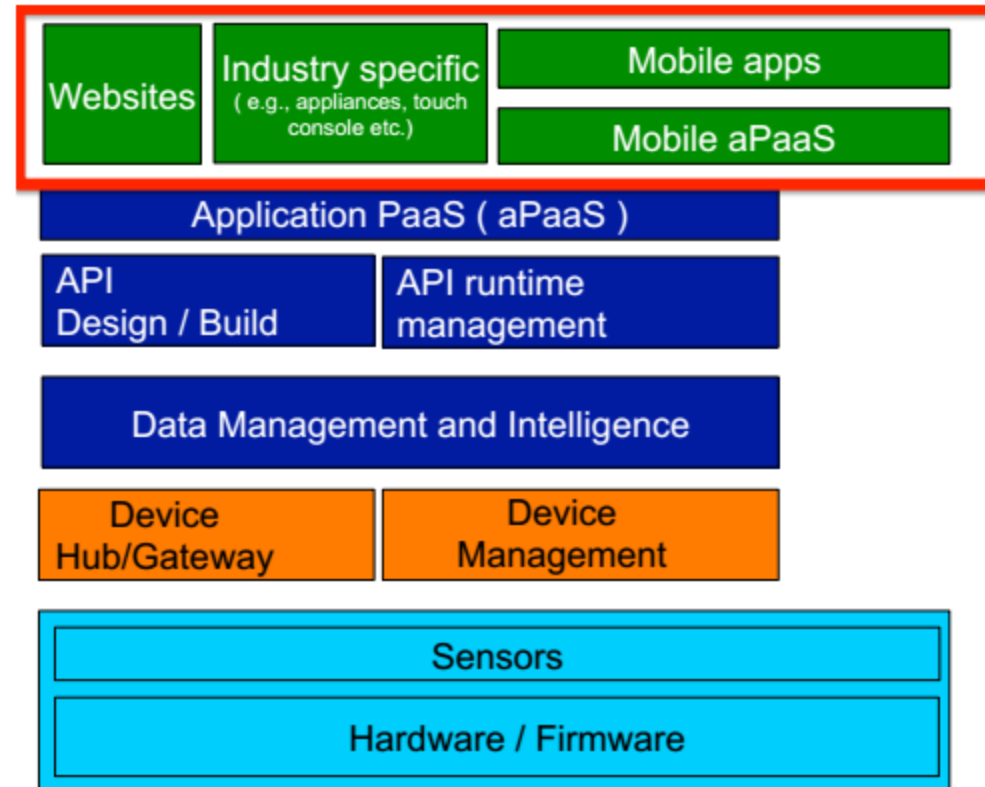 Websites
Industry specific
( e.g., appliances, touch
console etc.)
Mobile apps
Mobile aPaaS
Application PaaS ( aPaaS )
API
Design / Build
API runtime
management
Data Management and Intelligence
Device
Hub/Gateway
Device
Management
Sensors
Hardware / Firmware